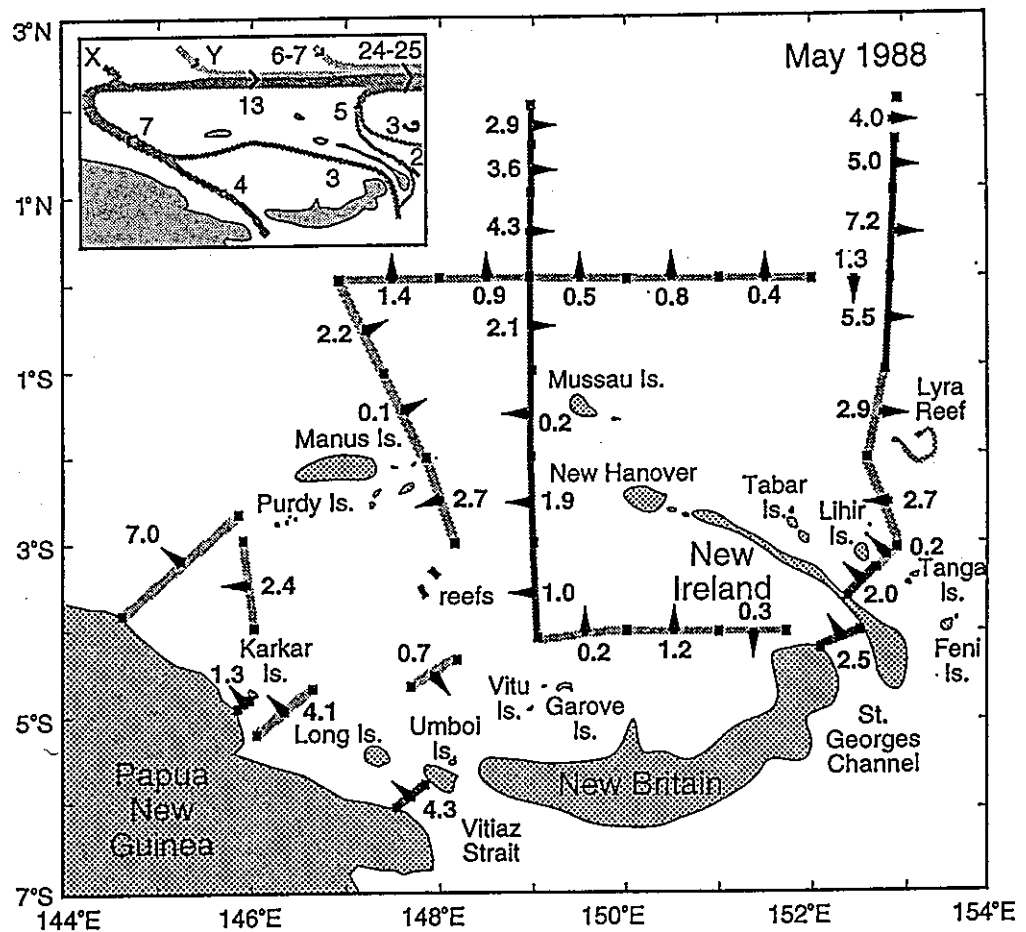 3°N
1°N
1°S
3°S
5°S
7°S
144°E
146°E
148°E
150°E
152°E
154°E
May 1988
X
Y
6-7
24-25
13
5
3
7
2
4
3
2.9
3.6
4.3
4.0
5.0
7.2
1.3
5.5
1.4
0.9
0.5
0.8
0.4
2.2
2.1
0.1
0.2
2.9
Mussau Is.
Lyra
Reef
Manus Is.
New Hanover
Tabar
Is.
Lihir
Is.
Purdy Is.
2.7
1.9
2.7
7.0
0.2
2.4
reefs
1.0
New
Ireland
2.0
Tanga
Is.
0.3
0.2
1.2
2.5
Feni
Is.
Karkar
Is.
1.3
4.1
0.7
Vitu
Is.
Garove
Is.
Long Is.
Umboi
Is.
4.3
Vitiaz
Strait
St.
Georges
Channel
New Britain
Papua
New
Guinea